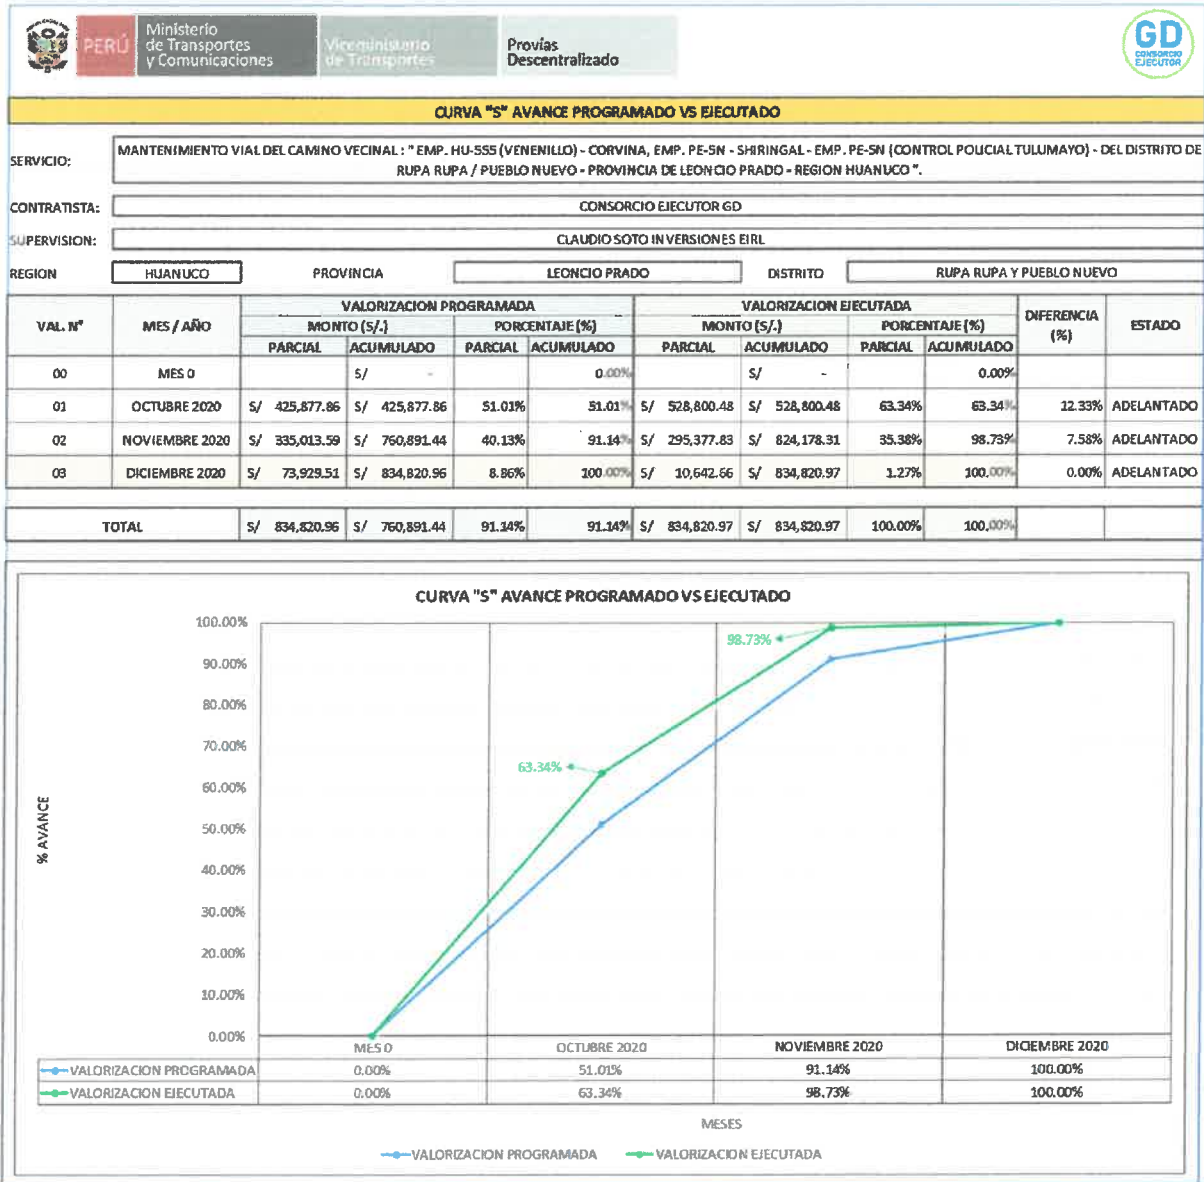 PERÚ
Ministerio
de Transportes
y Comunicaciones
Viceministerio
de Transportes
Provías
Descentralizado
GD
CONSORCIO
EJECUTOR
CURVA "S" AVANCE PROGRAMADO VS EJECUTADO
SERVICIO:
MANTENIMIENTO VIAL DEL CAMINO VECINAL : " EMP. HU-555 (VENENILLO) - CORVINA, EMP. PE-5N - SHIRINGAL - EMP. PE-5N (CONTROL POLICIAL TULUMAYO) - DEL DISTRITO DE
RUPA RUPA / PUEBLO NUEVO - PROVINCIA DE LEONCIO PRADO - REGION HUANUCO ".
CONTRATISTA: CONSORCIO EJECUTOR GD
SUPERVISION: CLAUDIO SOTO INVERSIONES EIRL
REGION HUANUCO PROVINCIA LEONCIO PRADO DISTRITO RUPA RUPA Y PUEBLO NUEVO
VAL. N° MES / AÑO VALORIZACION PROGRAMADA VALORIZACION EJECUTADA DIFERENCIA (%) ESTADO
MONTO (S/.) PORCENTAJE (%) MONTO (S/.) PORCENTAJE (%)
PARCIAL ACUMULADO PARCIAL ACUMULADO PARCIAL ACUMULADO PARCIAL ACUMULADO
00 MES 0 S/ - 0.00% S/ - 0.00%
01 OCTUBRE 2020 S/ 425,877.86 S/ 425,877.86 51.01% 51.01% S/ 528,800.48 S/ 528,800.48 63.34% 63.34% 12.33% ADELANTADO
02 NOVIEMBRE 2020 S/ 335,013.59 S/ 760,891.44 40.13% 91.14% S/ 295,377.83 S/ 824,178.31 35.38% 98.73% 7.58% ADELANTADO
03 DICIEMBRE 2020 S/ 73,929.51 S/ 834,820.96 8.86% 100.00% S/ 10,642.66 S/ 834,820.97 1.27% 100.00% 0.00% ADELANTADO
TOTAL S/ 834,820.96 S/ 760,891.44 91.14% 91.14% S/ 834,820.97 S/ 834,820.97 100.00% 100.00%
CURVA "S" AVANCE PROGRAMADO VS EJECUTADO
100.00%
98.73%
90.00%
80.00%
70.00%
63.34%
60.00%
50.00%
40.00%
30.00%
20.00%
10.00%
0.00%
% AVANCE
MES 0 OCTUBRE 2020 NOVIEMBRE 2020 DICIEMBRE 2020
VALORIZACION PROGRAMADA 0.00% 51.01% 91.14% 100.00%
VALORIZACION EJECUTADA 0.00% 63.34% 98.73% 100.00%
MESES
VALORIZACION PROGRAMADA VALORIZACION EJECUTADA